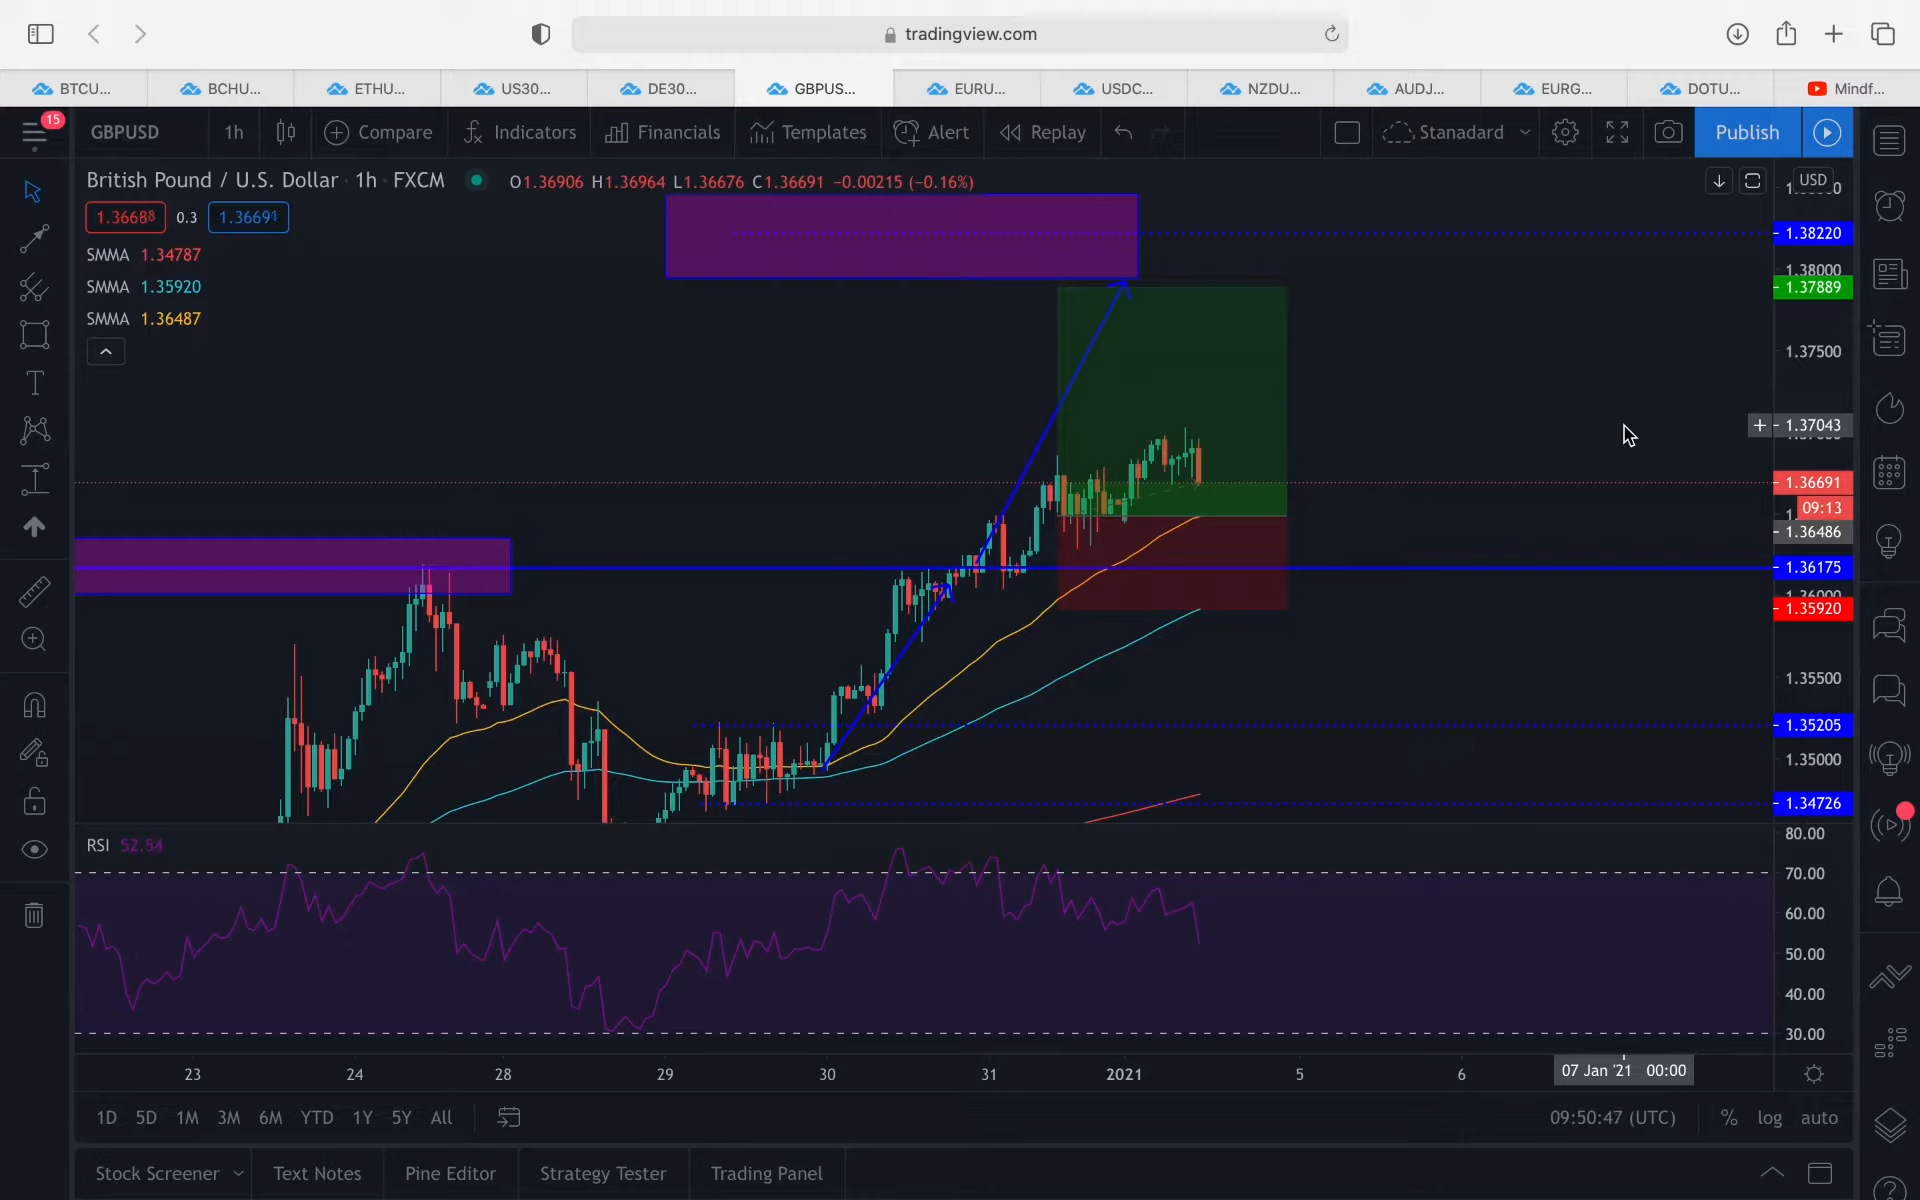 tradingview.com
BTCU...
BCHU...
ETHU...
US30...
DE30...
GBPUS...
EURU...
USDC...
NZDU...
AUDJ...
EURG...
DOTU...
Mindf...
15
GBPUSD
1h
Compare
Indicators
Financials
Templates
Alert
Replay
Stanadard
Publish
British Pound / U.S. Dollar · 1h · FXCM
O1.36906 H1.36964 L1.36676 C1.36691 −0.00215 (−0.16%)
USD
1.36688
0.3
1.36691
SMMA 1.34787
SMMA 1.35920
SMMA 1.36487
1.38220
1.38000
1.37889
1.37500
1.37043
1.36691
09:13
1.36486
1.36175
1.35920
1.35500
1.35205
1.35000
1.34726
RSI 52.54
80.00
70.00
60.00
50.00
40.00
30.00
23
24
28
29
30
31
2021
5
6
07 Jan '21 00:00
1D 5D 1M 3M 6M YTD 1Y 5Y All
09:50:47 (UTC)
%
log
auto
Stock Screener
Text Notes
Pine Editor
Strategy Tester
Trading Panel